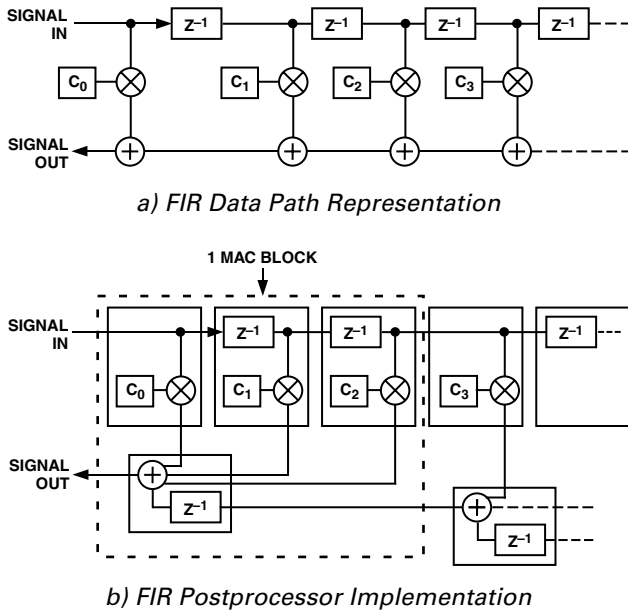 SIGNAL
IN
Z–1
Z–1
Z–1
Z–1
C0
C1
C2
C3
SIGNAL
OUT
a) FIR Data Path Representation
1 MAC BLOCK
SIGNAL
IN
Z–1
Z–1
Z–1
C0
C1
C2
C3
SIGNAL
OUT
Z–1
Z–1
b) FIR Postprocessor Implementation